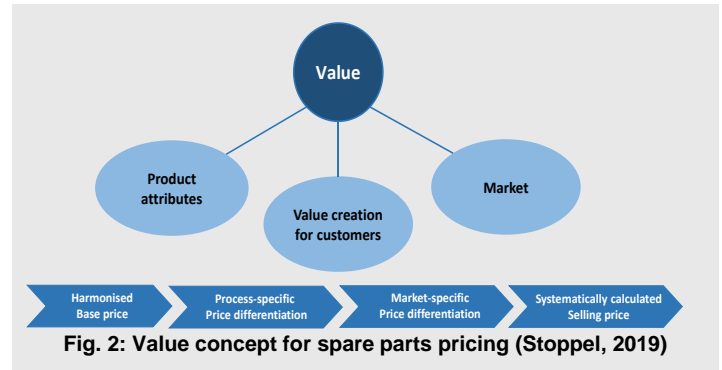 Value
Product
attributes
Value creation
for customers
Market
Harmonised
Base price
Process-specific
Price differentiation
Market-specific
Price differentiation
Systematically calculated
Selling price
Fig. 2: Value concept for spare parts pricing (Stoppel, 2019)